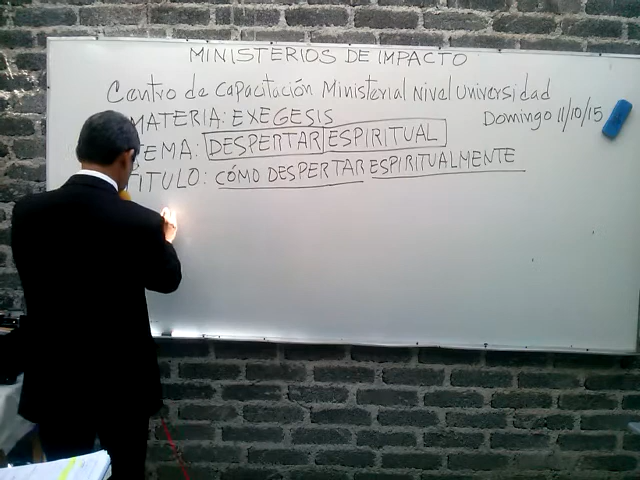 MINISTERIOS DE IMPACTO
Centro de Capacitación Ministerial Nivel Universidad
MATERIA: EXEGESIS
Domingo 11/10/15
TEMA: DESPERTAR ESPIRITUAL
TITULO: CÓMO DESPERTAR ESPIRITUALMENTE